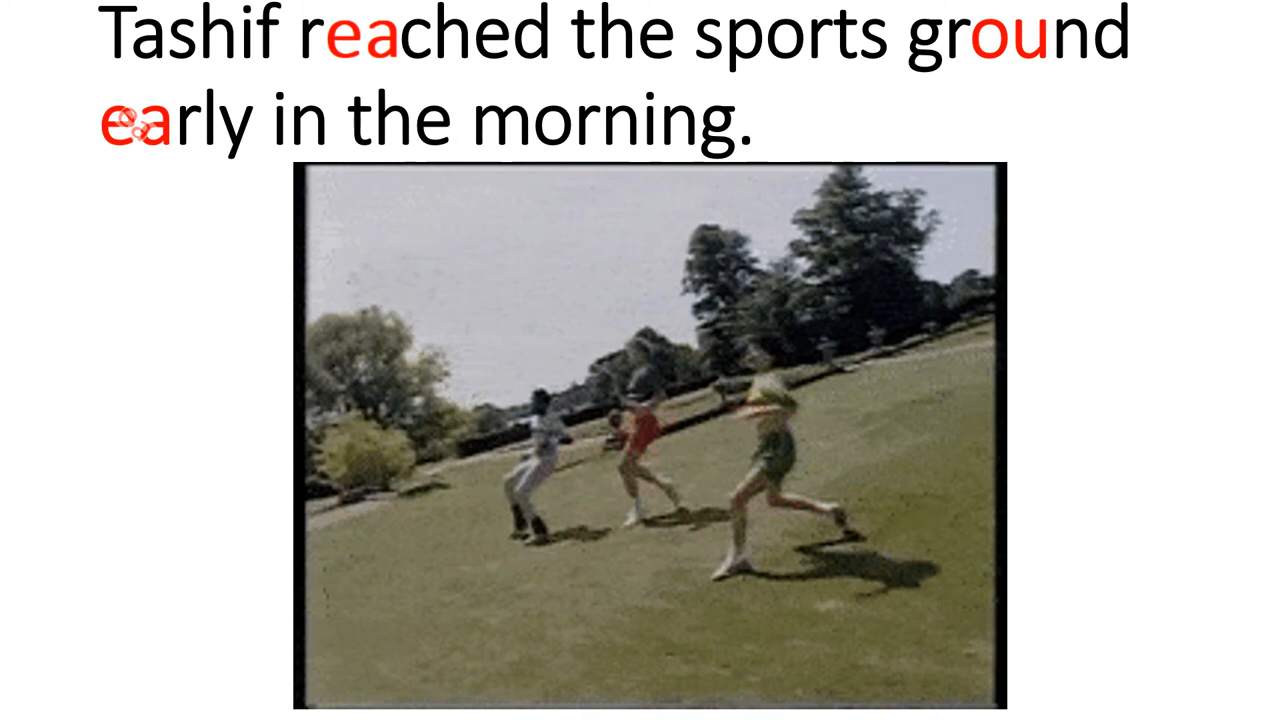 Tashif reached the sports ground
early in the morning.